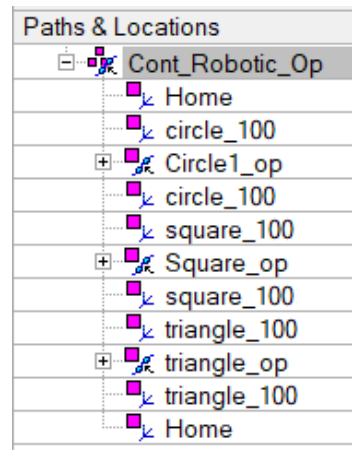 Paths & Locations
Cont_Robotic_Op
Home
circle_100
Circle1_op
circle_100
square_100
Square_op
square_100
triangle_100
triangle_op
triangle_100
Home